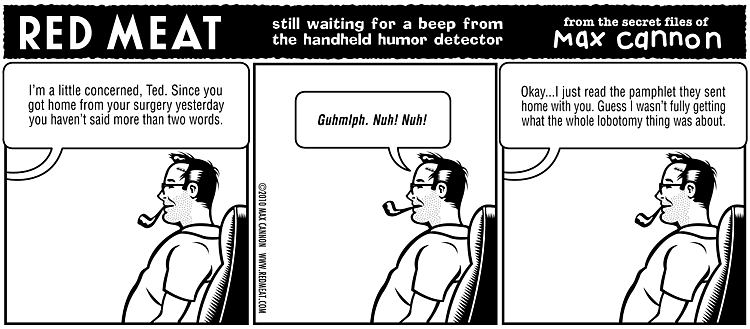 RED MEAT
still waiting for a beep from
the handheld humor detector
from the secret files of
Max Cannon
I'm a little concerned, Ted. Since you
got home from your surgery yesterday
you haven't said more than two words.
Guhmlph. Nuh! Nuh!
©2010 MAX CANNON WWW.REDMEAT.COM
Okay...I just read the pamphlet they sent
home with you. Guess I wasn't fully getting
what the whole lobotomy thing was about.